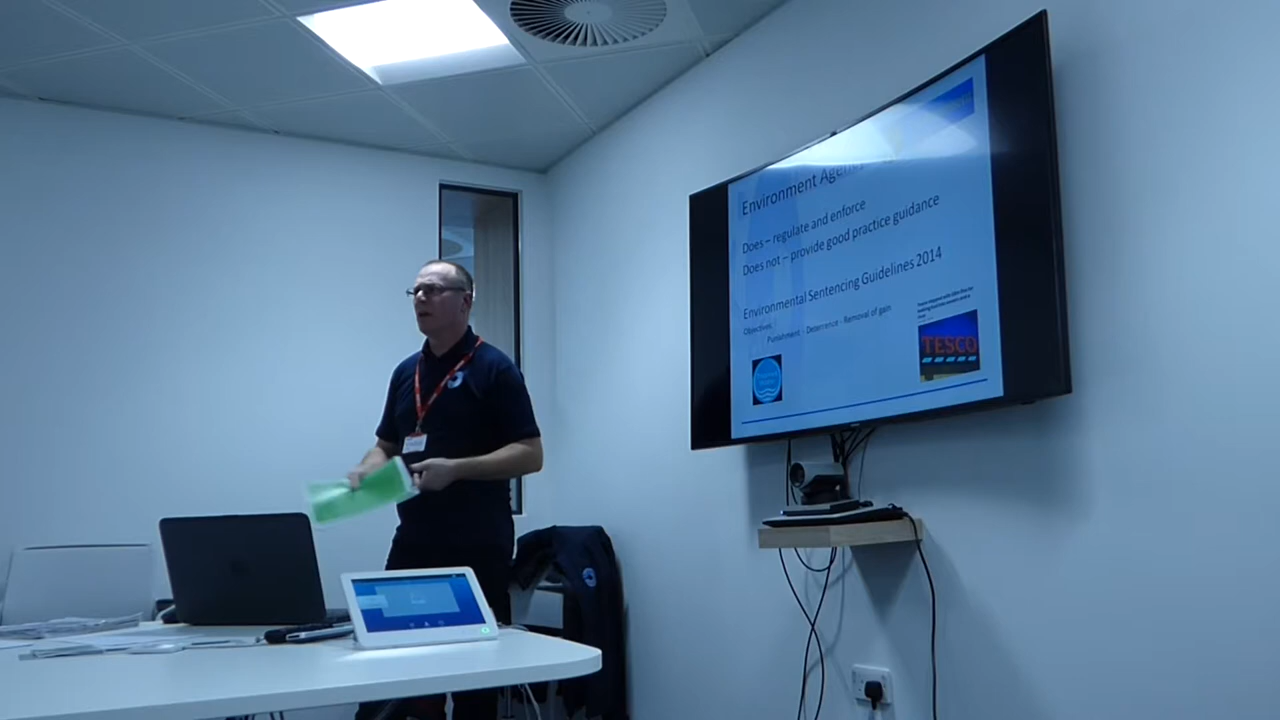 Environment Agency
Does – regulate and enforce
Does not – provide good practice guidance
Environmental Sentencing Guidelines 2014
Objectives:
Punishment - Deterrence - Removal of gain
TESCO